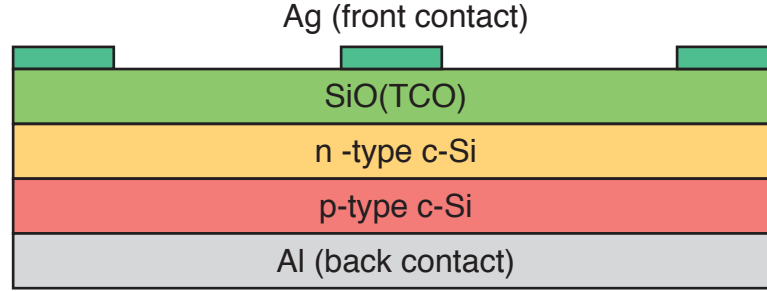 Ag (front contact)
SiO(TCO)
n -type c-Si
p-type c-Si
Al (back contact)